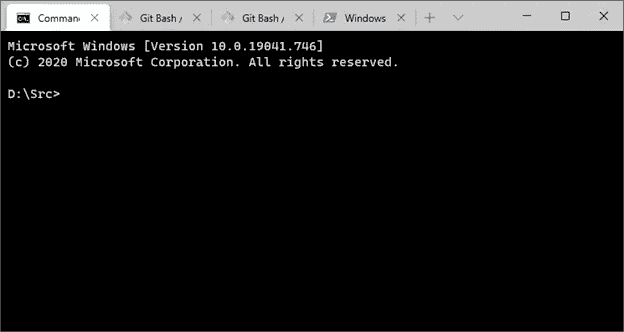 Comman
Git Bash /
Git Bash /
Windows
Microsoft Windows [Version 10.0.19041.746]
(c) 2020 Microsoft Corporation. All rights reserved.
D:\Src>